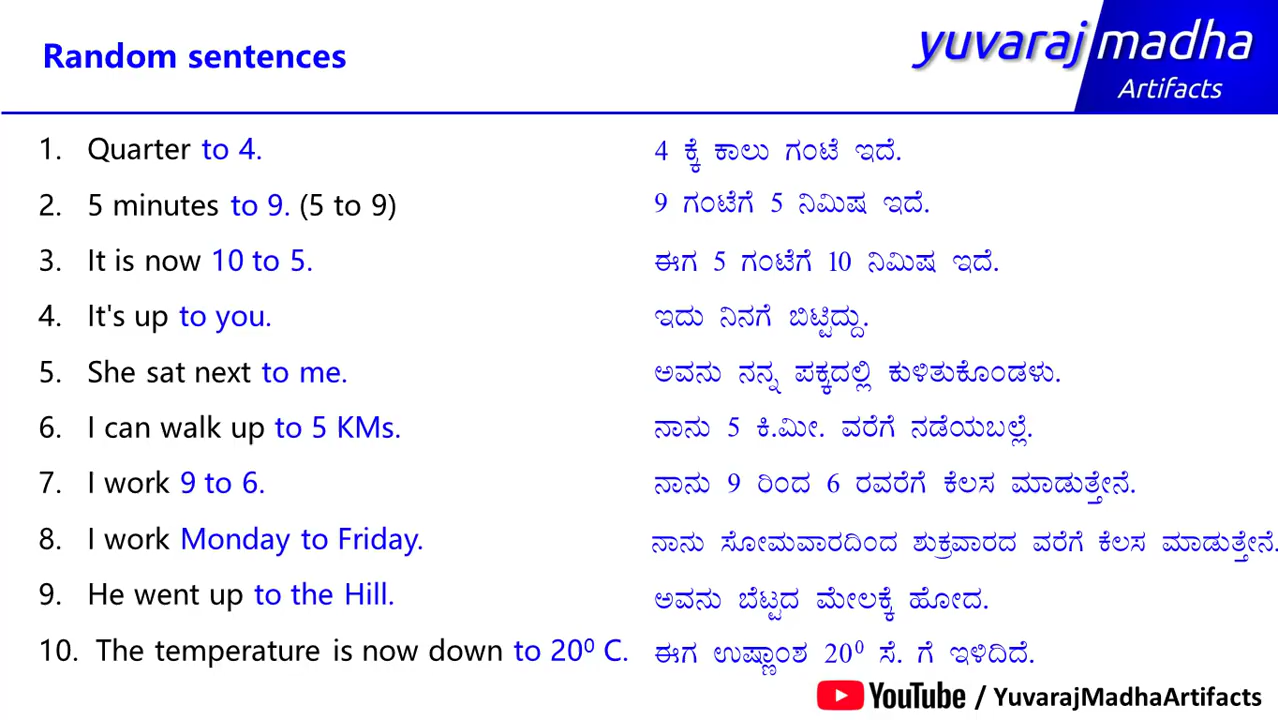 Random sentences
yuvaraj madha
Artifacts
1. Quarter to 4. 4 ಕ್ಕೆ ಕಾಲು ಗಂಟೆ ಇದೆ.
2. 5 minutes to 9. (5 to 9) 9 ಗಂಟೆಗೆ 5 ನಿಮಿಷ ಇದೆ.
3. It is now 10 to 5. ಈಗ 5 ಗಂಟೆಗೆ 10 ನಿಮಿಷ ಇದೆ.
4. It's up to you. ಇದು ನಿನಗೆ ಬಿಟ್ಟಿದ್ದು.
5. She sat next to me. ಅವನು ನನ್ನ ಪಕ್ಕದಲ್ಲಿ ಕುಳಿತುಕೊಂಡಳು.
6. I can walk up to 5 KMs. ನಾನು 5 ಕಿ.ಮೀ. ವರೆಗೆ ನಡೆಯಬಲ್ಲೆ.
7. I work 9 to 6. ನಾನು 9 ರಿಂದ 6 ರವರೆಗೆ ಕೆಲಸ ಮಾಡುತ್ತೇನೆ.
8. I work Monday to Friday. ನಾನು ಸೋಮವಾರದಿಂದ ಶುಕ್ರವಾರದ ವರೆಗೆ ಕೆಲಸ ಮಾಡುತ್ತೇನೆ.
9. He went up to the Hill. ಅವನು ಬೆಟ್ಟದ ಮೇಲಕ್ಕೆ ಹೋದ.
10. The temperature is now down to 20⁰ C. ಈಗ ಉಷ್ಣಾಂಶ 20⁰ ಸೆ. ಗೆ ಇಳಿದಿದೆ.
YouTube / YuvarajMadhaArtifacts